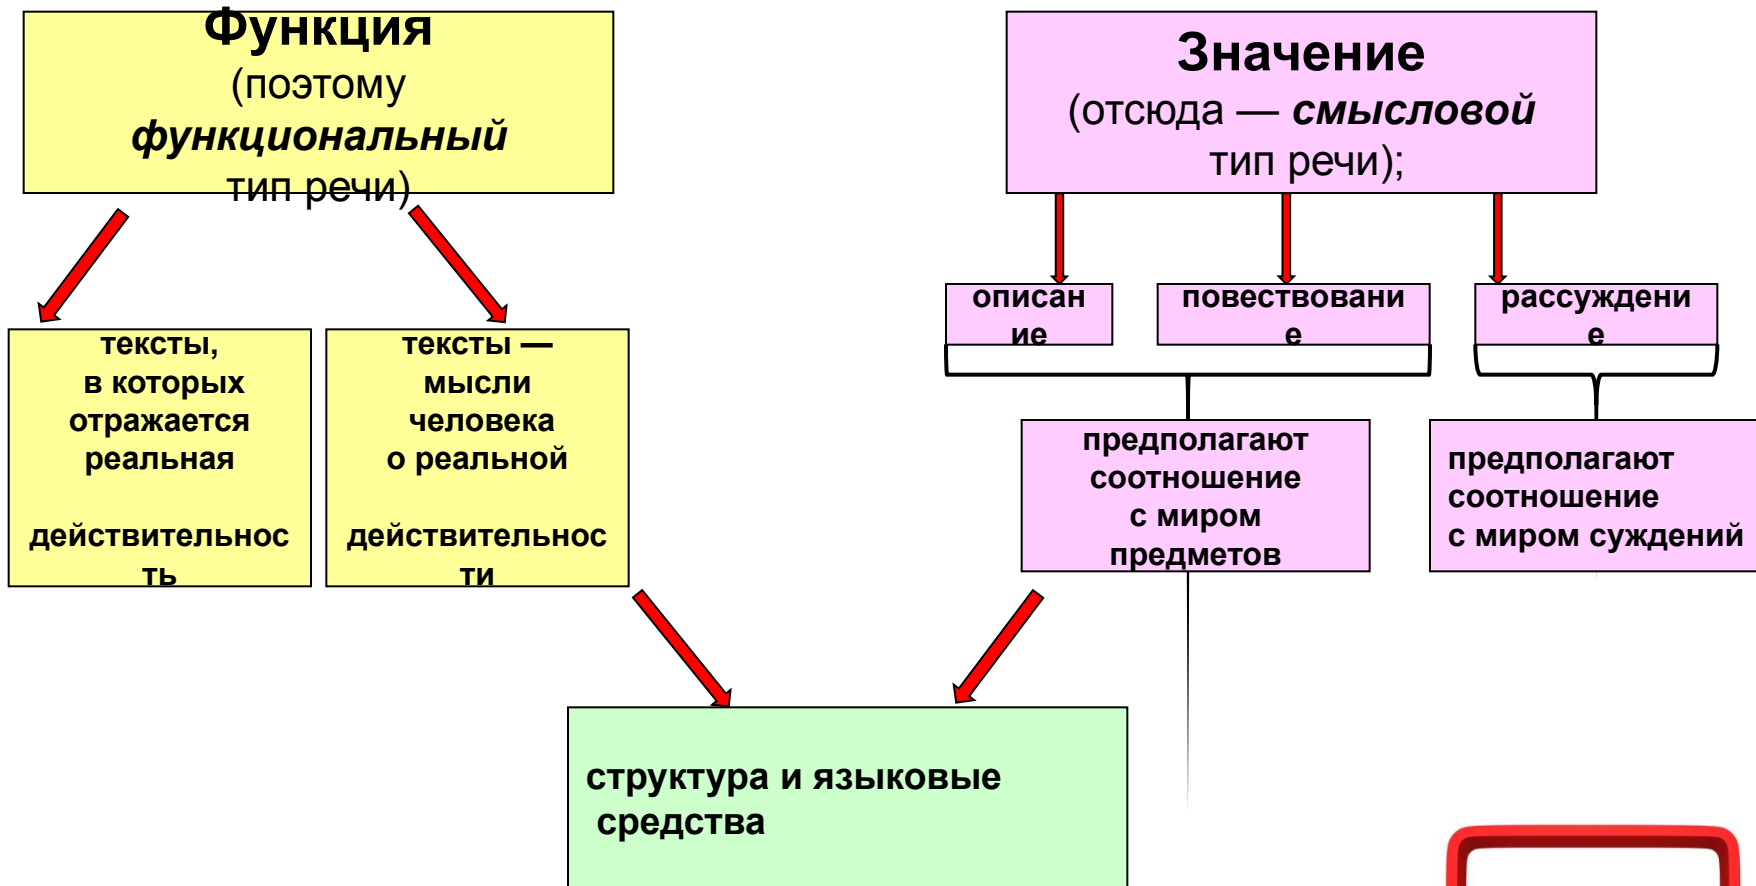 Функция
(поэтому
функциональный
тип речи)
Значение
(отсюда — смысловой
тип речи);
тексты,
в которых
отражается
реальная
действительнос
ть
тексты —
мысли
человека
о реальной
действительнос
ти
описан
ие
повествовани
е
рассуждени
е
предполагают
соотношение
с миром
предметов
предполагают
соотношение
с миром суждений
структура и языковые
средства